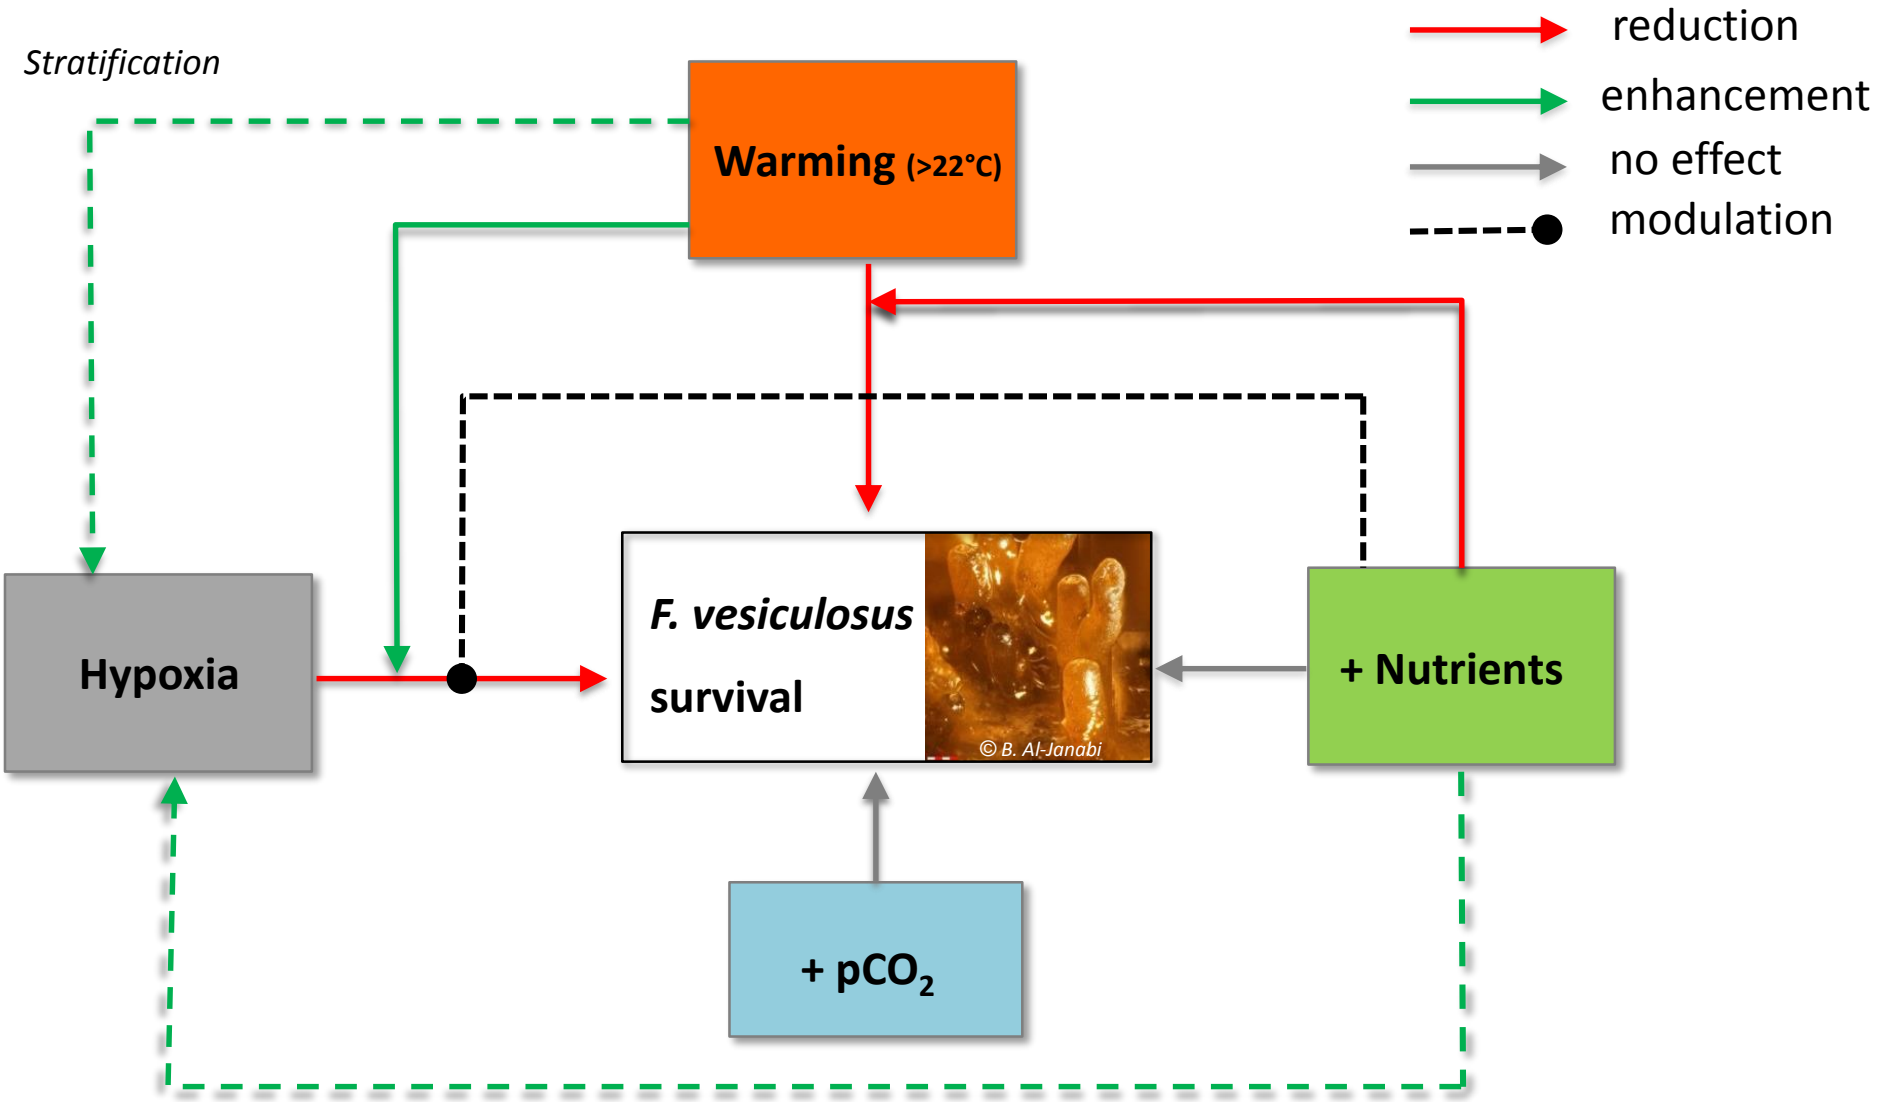 Stratification
reduction
enhancement
no effect
modulation
Warming (>22°C)
Hypoxia
F. vesiculosus
survival
© B. Al-Janabi
+ Nutrients
+ pCO₂